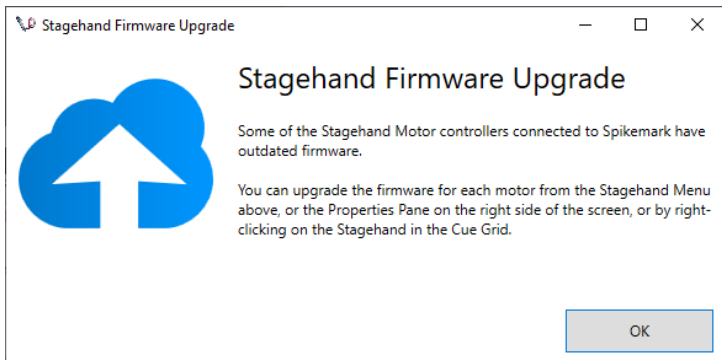 Stagehand Firmware Upgrade
Stagehand Firmware Upgrade
Some of the Stagehand Motor controllers connected to Spikemark have
outdated firmware.
You can upgrade the firmware for each motor from the Stagehand Menu
above, or the Properties Pane on the right side of the screen, or by right-
clicking on the Stagehand in the Cue Grid.
OK